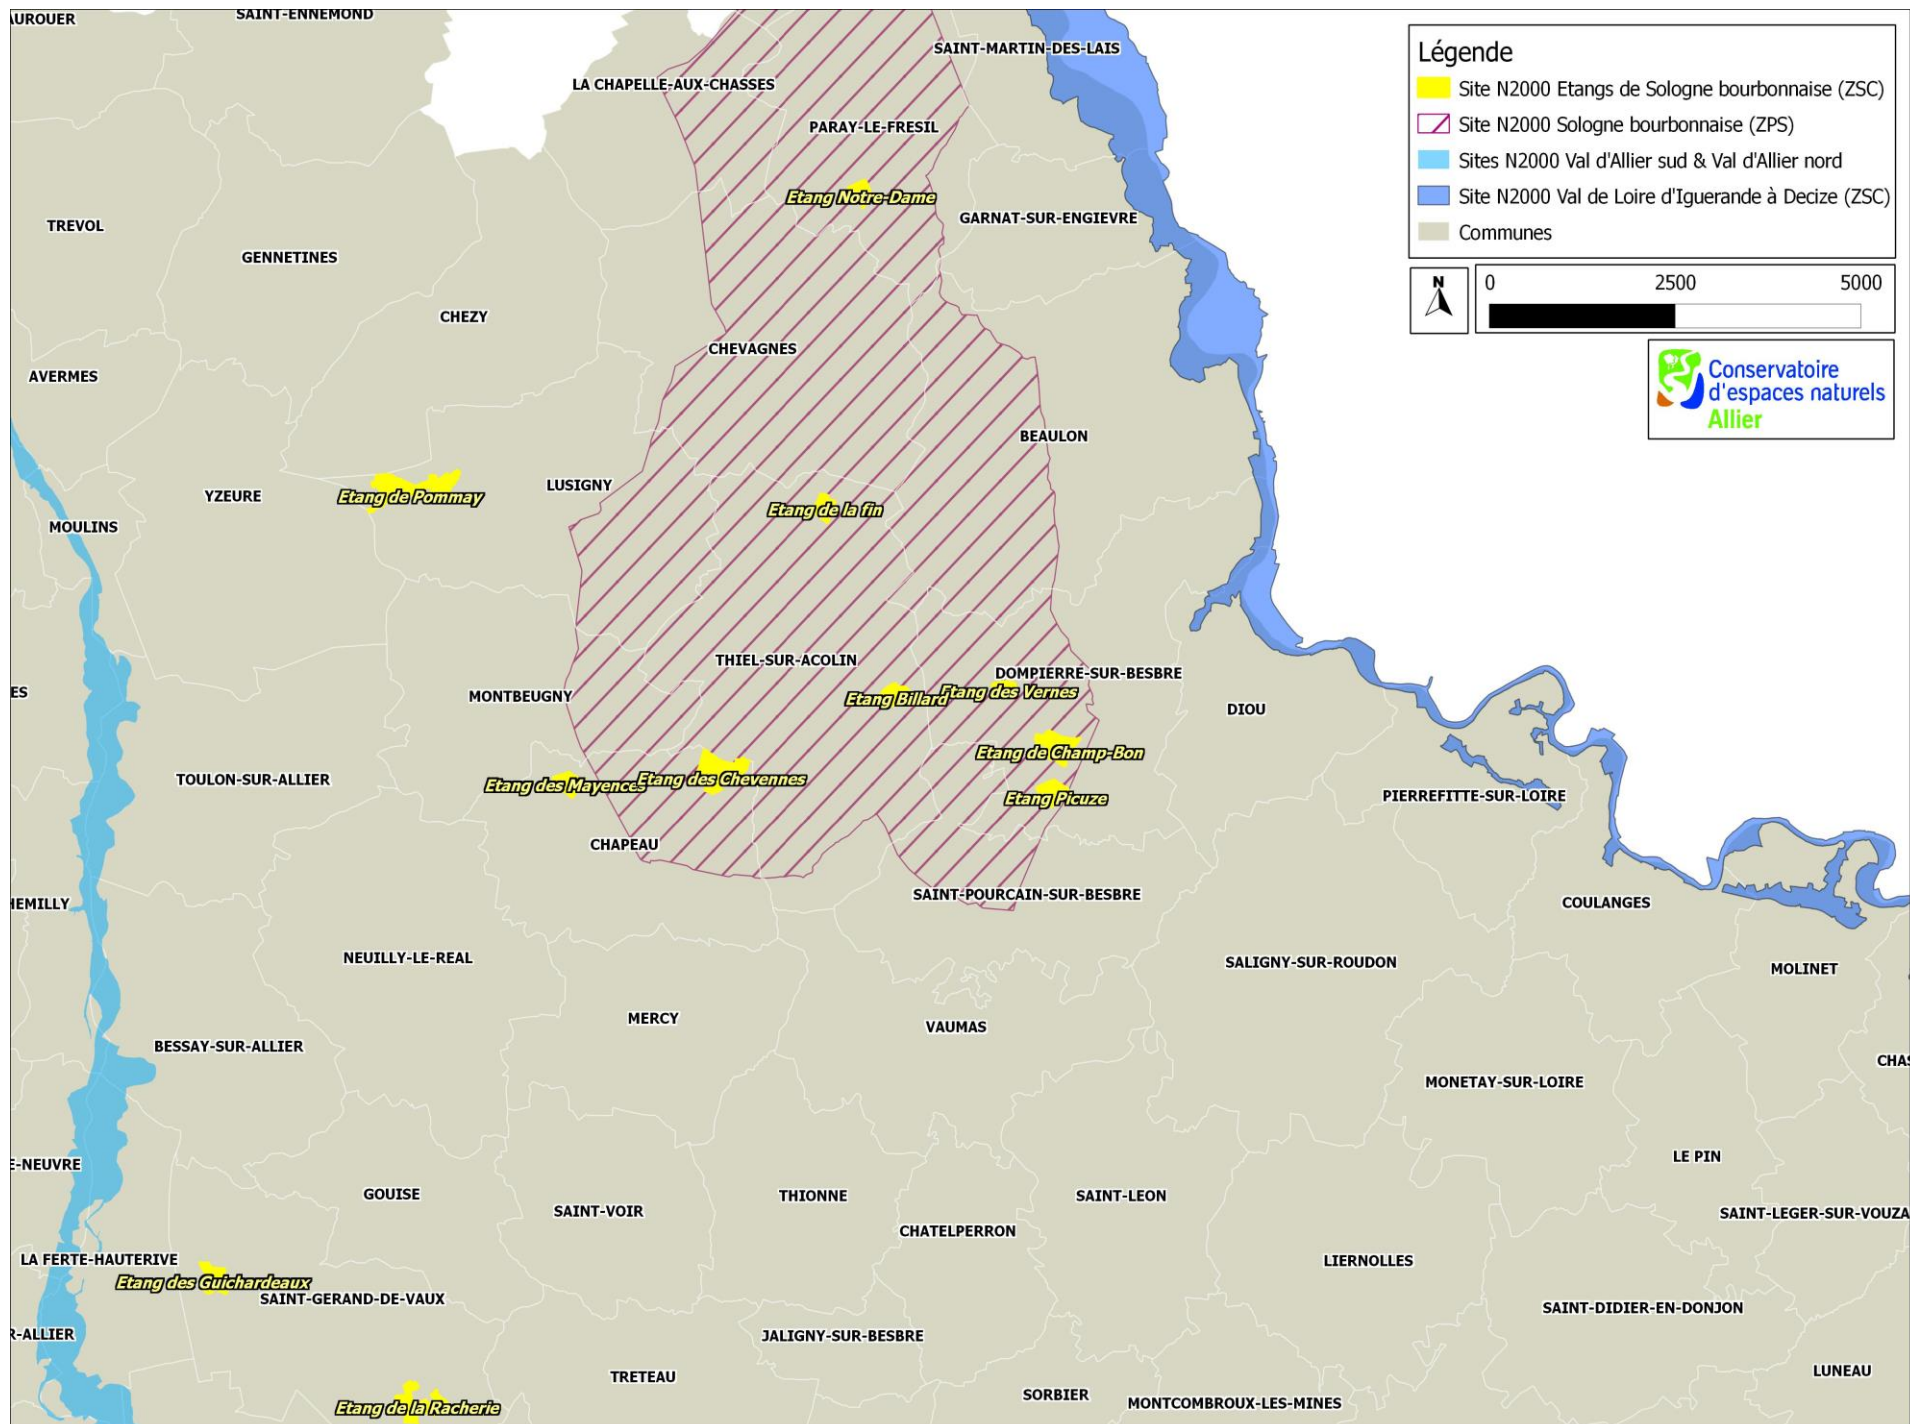 AUROUER
SAINT-ENNEMOND
SAINT-MARTIN-DES-LAIS
LA CHAPELLE-AUX-CHASSES
PARAY-LE-FRESIL
Etang Notre-Dame
GARNAT-SUR-ENGIEVRE
TREVOL
GENNETINES
CHEZY
CHEVAGNES
AVERMES
BEAULON
LUSIGNY
YZEURE
Etang de Pommay
Etang de la fin
MOULINS
THIEL-SUR-ACOLIN
DOMPIERRE-SUR-BESBRE
ES
MONTBEUGNY
Etang Billard
Etang des Vernes
DIOU
Etang de Champ-Bon
TOULON-SUR-ALLIER
Etang des Mayences
Etang des Chevennes
Etang Picuze
PIERREFITTE-SUR-LOIRE
CHAPEAU
SAINT-POURCAIN-SUR-BESBRE
HEMILLY
COULANGES
NEUILLY-LE-REAL
SALIGNY-SUR-ROUDON
MOLINET
MERCY
VAUMAS
BESSAY-SUR-ALLIER
CHAS
MONETAY-SUR-LOIRE
E-NEUVRE
LE PIN
GOUISE
SAINT-VOIR
THIONNE
SAINT-LEON
SAINT-LEGER-SUR-VOUZA
CHATELPERRON
LA FERTE-HAUTERIVE
LIERNOLLES
Etang des Guichardeaux
SAINT-GERAND-DE-VAUX
SAINT-DIDIER-EN-DONJON
R-ALLIER
JALIGNY-SUR-BESBRE
TRETEAU
LUNEAU
SORBIER
MONTCOMBROUX-LES-MINES
Etang de la Racherie
Légende
Site N2000 Etangs de Sologne bourbonnaise (ZSC)
Site N2000 Sologne bourbonnaise (ZPS)
Sites N2000 Val d'Allier sud & Val d'Allier nord
Site N2000 Val de Loire d'Iguerande à Decize (ZSC)
Communes
N
0 2500 5000
Conservatoire
d'espaces naturels
Allier